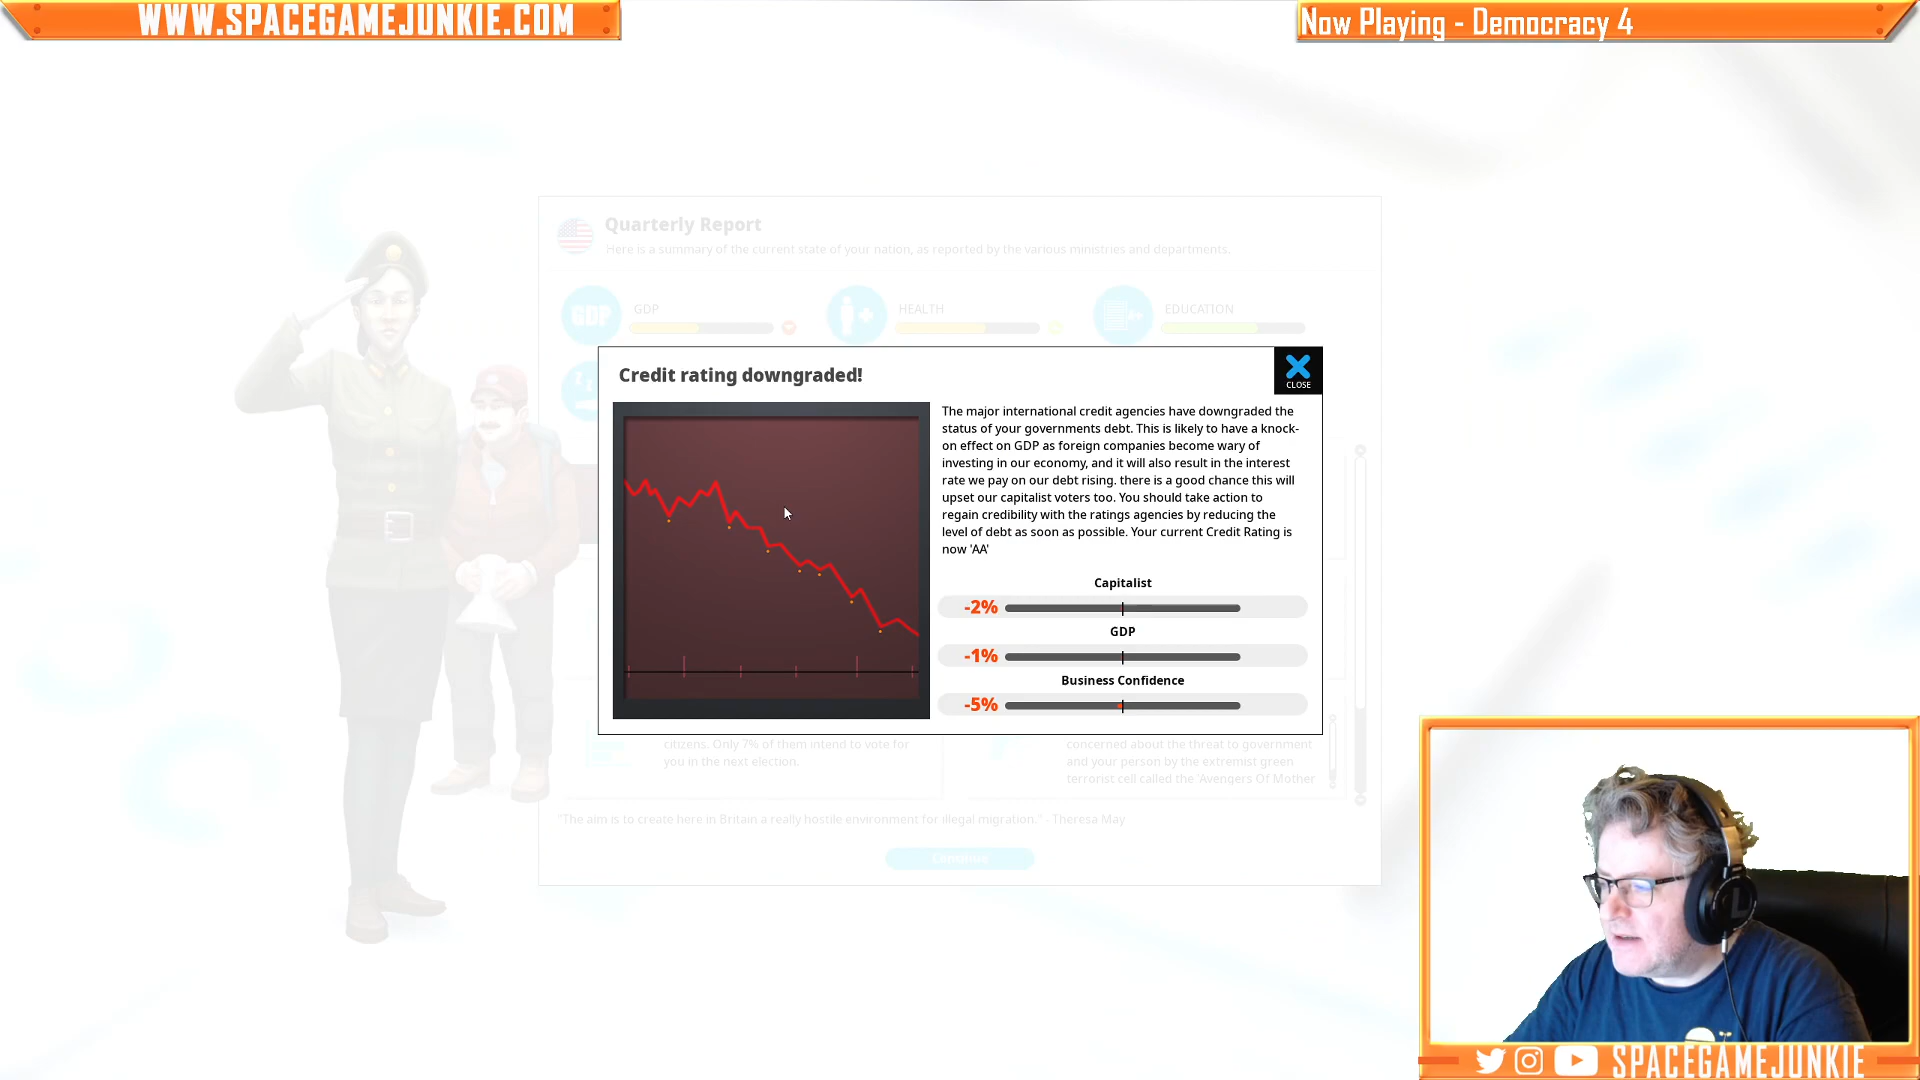 WWW.SPACEGAMEJUNKIE.COM
Now Playing - Democracy 4
Quarterly Report
Here is a summary of the current state of your nation, as reported by the various ministries and departments.
GDP
GDP
HEALTH
EDUCATION
Credit rating downgraded!
CLOSE
The major international credit agencies have downgraded the
status of your governments debt. This is likely to have a knock-
on effect on GDP as foreign companies become wary of
investing in our economy, and it will also result in the interest
rate we pay on our debt rising. there is a good chance this will
upset our capitalist voters too. You should take action to
regain credibility with the ratings agencies by reducing the
level of debt as soon as possible. Your current Credit Rating is
now 'AA'
Capitalist
-2%
GDP
-1%
Business Confidence
-5%
citizens. Only 7% of them intend to vote for
you in the next election.
concerned about the threat to government
and your person by the extremist green
terrorist cell called the 'Avengers Of Mother
"The aim is to create here in Britain a really hostile environment for illegal migration." - Theresa May
Continue
SPACEGAMEJUNKIE